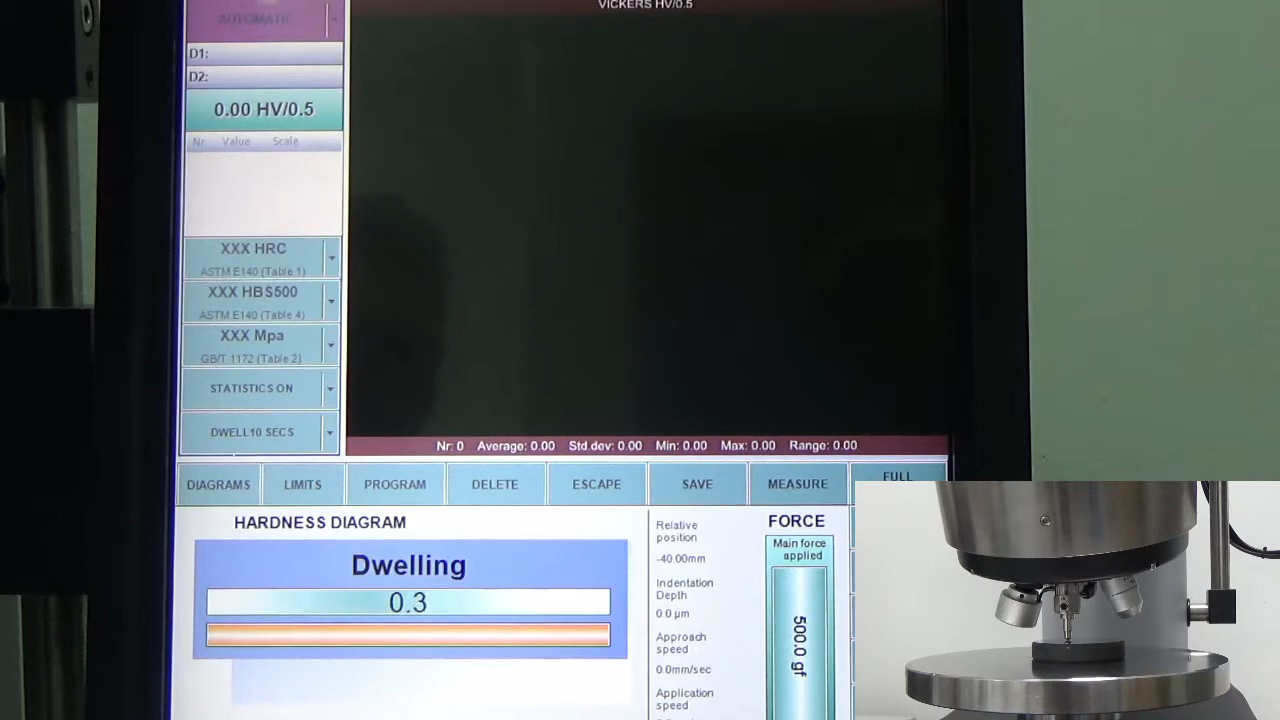 VICKERS HV/0.5
AUTOMATIC
D1:
D2:
0.00 HV/0.5
Nr. Value Scale
XXX HRC
ASTM E140 (Table 1)
XXX HBS500
ASTM E140 (Table 4)
XXX Mpa
GB/T 1172 (Table 2)
STATISTICS ON
DWELL10 SECS
Nr: 0 Average: 0.00 Std.dev: 0.00 Min: 0.00 Max: 0.00 Range: 0.00
DIAGRAMS LIMITS PROGRAM DELETE ESCAPE SAVE MEASURE FULL
HARDNESS DIAGRAM
Dwelling
0.3
Relative
position
-40.00mm
Indentation
Depth
0.0 µm
Approach
speed
0.0mm/sec
Application
speed
FORCE
Main force
applied
500.0 gf